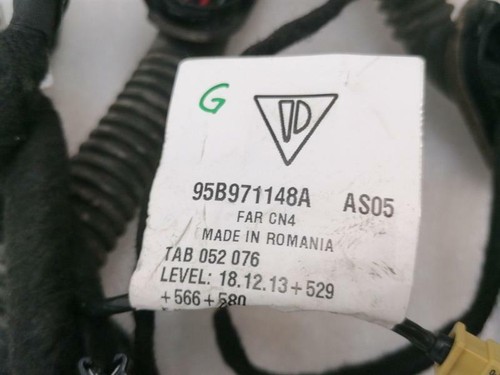 G
95B971148A AS05
FAR CN4
MADE IN ROMANIA
TAB 052 076
LEVEL: 18.12.13+529
+566+580